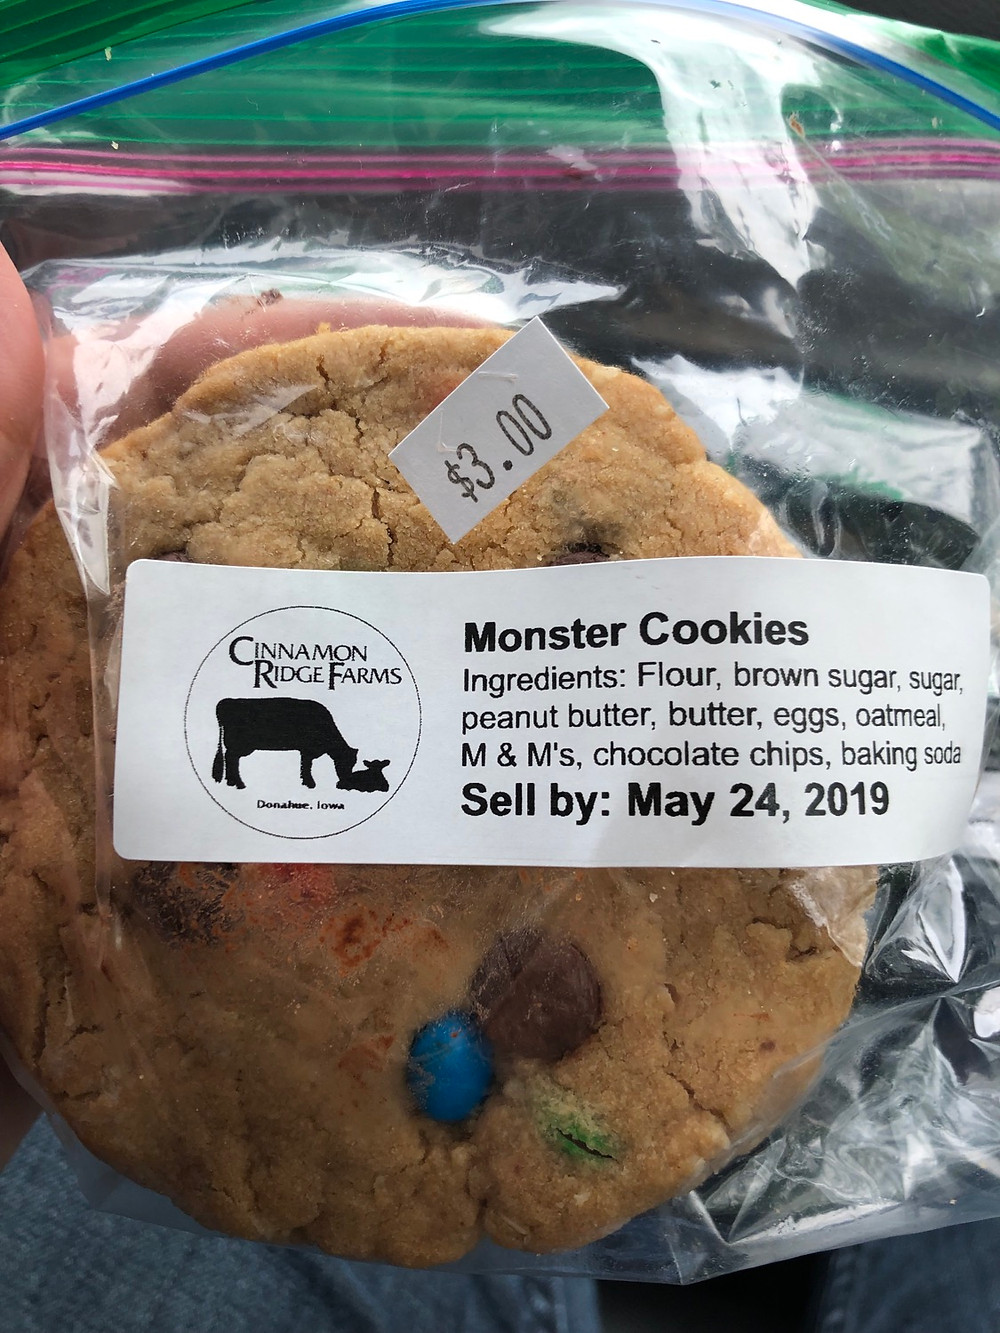 $3.00
CINNAMON
RIDGE FARMS
Donahue, Iowa
Monster Cookies
Ingredients: Flour, brown sugar, sugar,
peanut butter, butter, eggs, oatmeal,
M & M's, chocolate chips, baking soda
Sell by: May 24, 2019